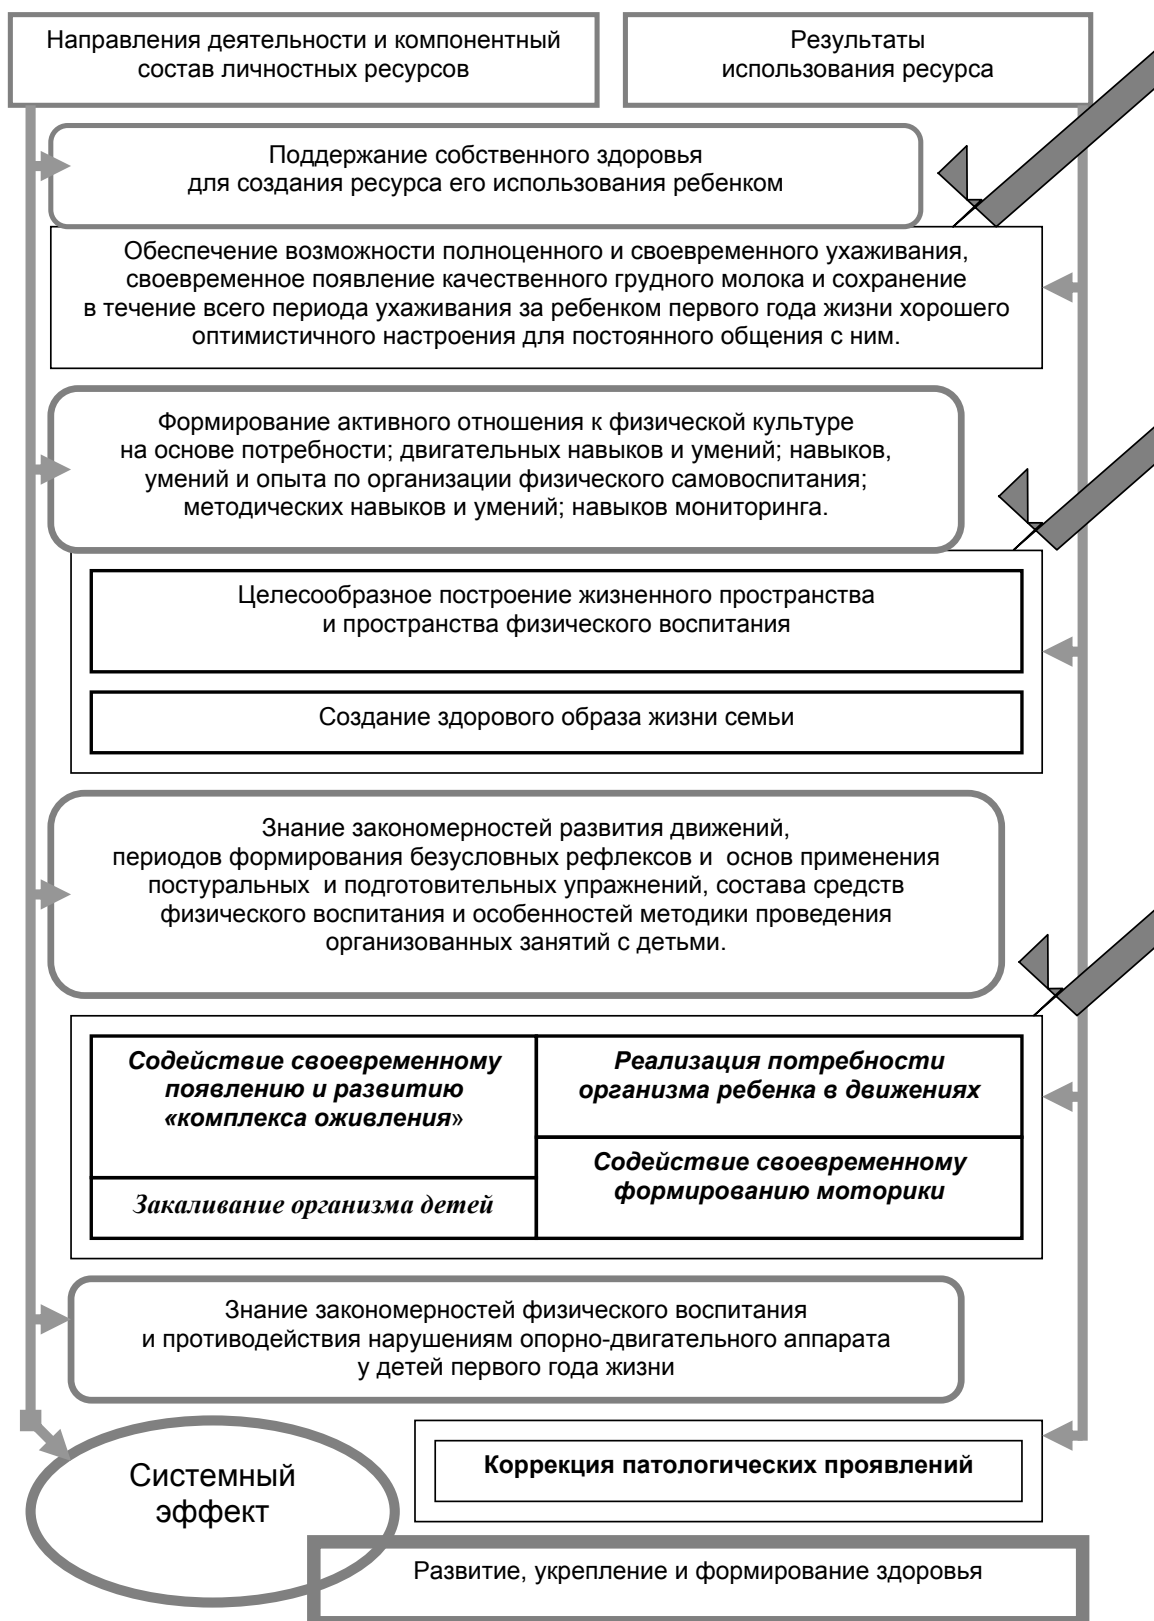 Направления деятельности и компонентный
состав личностных ресурсов
Результаты
использования ресурса
Поддержание собственного здоровья
для создания ресурса его использования ребенком
Обеспечение возможности полноценного и своевременного ухаживания,
своевременное появление качественного грудного молока и сохранение
в течение всего периода ухаживания за ребенком первого года жизни хорошего
оптимистичного настроения для постоянного общения с ним.
Формирование активного отношения к физической культуре
на основе потребности; двигательных навыков и умений; навыков,
умений и опыта по организации физического самовоспитания;
методических навыков и умений; навыков мониторинга.
Целесообразное построение жизненного пространства
и пространства физического воспитания
Создание здорового образа жизни семьи
Знание закономерностей развития движений,
периодов формирования безусловных рефлексов и основ применения
постуральных и подготовительных упражнений, состава средств
физического воспитания и особенностей методики проведения
организованных занятий с детьми.
Содействие своевременному
появлению и развитию
«комплекса оживления»
Закаливание организма детей
Реализация потребности
организма ребенка в движениях
Содействие своевременному
формированию моторики
Знание закономерностей физического воспитания
и противодействия нарушениям опорно-двигательного аппарата
у детей первого года жизни
Системный
эффект
Коррекция патологических проявлений
Развитие, укрепление и формирование здоровья